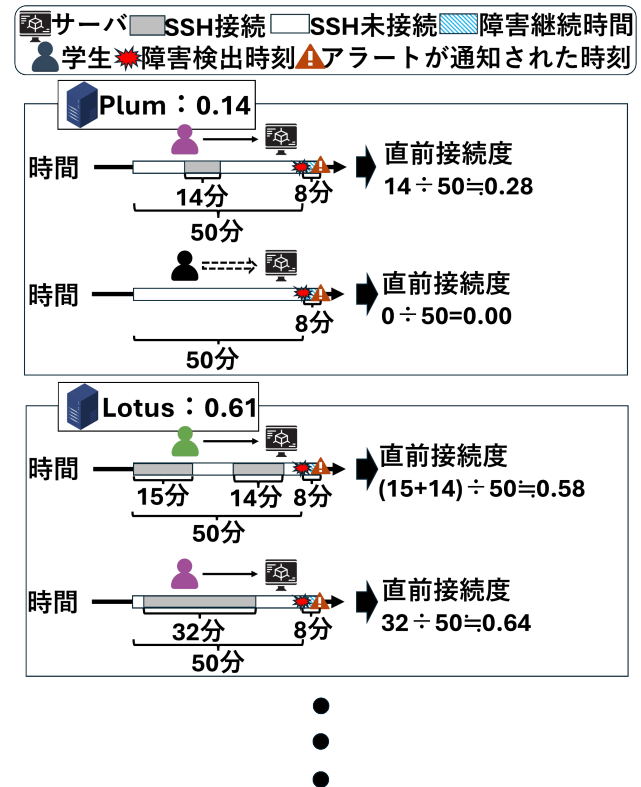 サーバ SSH接続 SSH未接続 障害継続時間
学生 障害検出時刻 アラートが通知された時刻
Plum：0.14
時間
14分
8分
50分
直前接続度
14÷50≒0.28
時間
8分
50分
直前接続度
0÷50=0.00
Lotus：0.61
時間
15分
14分
8分
50分
直前接続度
(15+14)÷50≒0.58
時間
32分
8分
50分
直前接続度
32÷50≒0.64